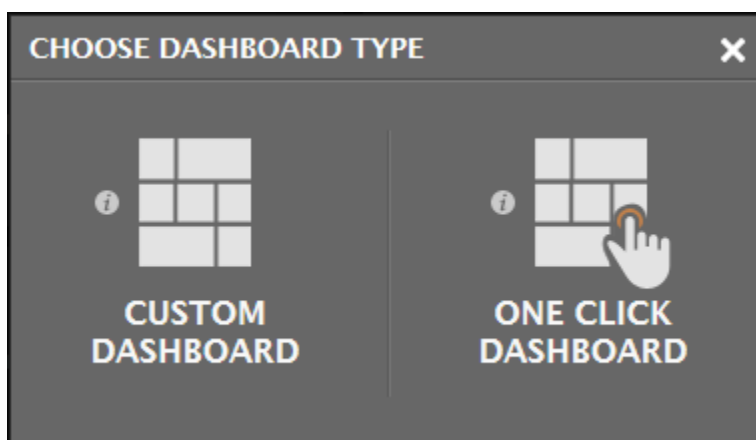 CHOOSE DASHBOARD TYPE
i
CUSTOM
DASHBOARD
i
ONE CLICK
DASHBOARD